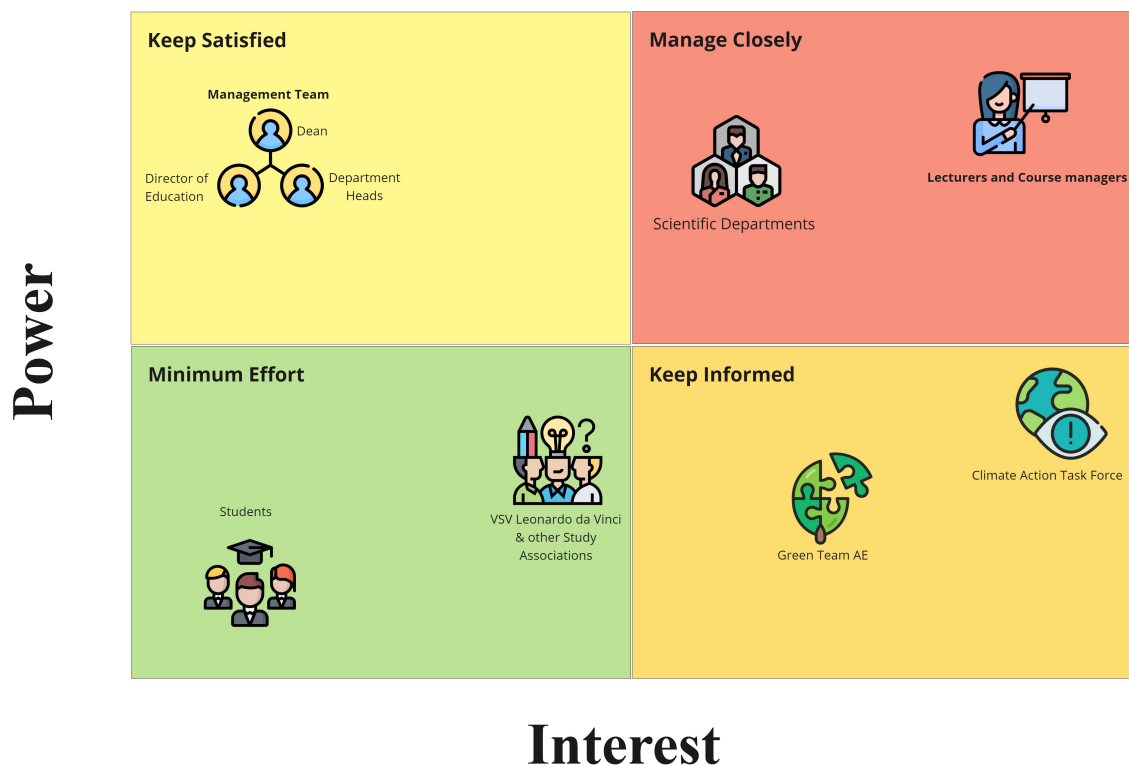 Keep Satisfied
Management Team
Dean
Director of
Education
Department
Heads
Manage Closely
Lecturers and Course managers
Scientific Departments
Power
Minimum Effort
Students
VSV Leonardo da Vinci
& other Study
Associations
Keep Informed
Climate Action Task Force
Green Team AE
Interest